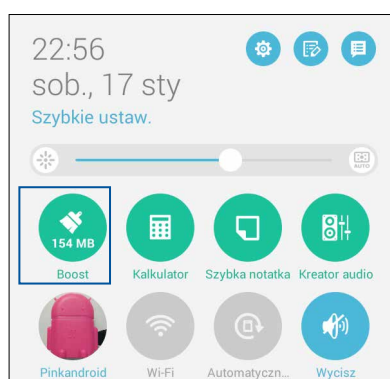 22:56
sob., 17 sty
Szybkie ustaw.
AUTO
154 MB
Boost
Kalkulator
Szybka notatka
Kreator audio
Pinkandroid
Wi-Fi
Automatyczn...
Wycisz